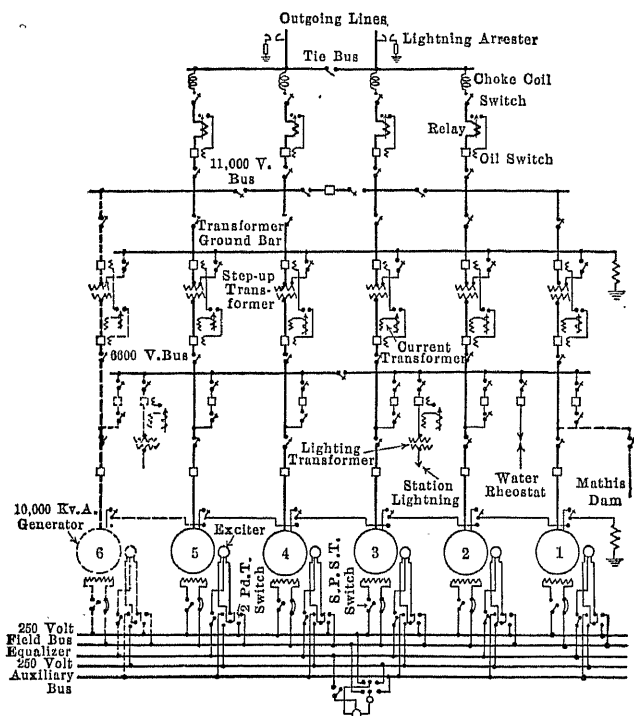 Outgoing Lines
Lightning Arrester
Tie Bus
Choke Coil
Switch
Relay
Oil Switch
11,000 V.
Bus
Transformer
Ground Bar
Step-up
Trans-
former
Current
Transformer
6600 V. Bus
Lighting
Transformer
Station
Lightning
Water
Rheostat
Mathis
Dam
10,000 Kv.A.
Generator
Exciter
6
5
4
3
2
1
2 Pd.T.
Switch
S.P.S.T.
Switch
250 Volt
Field Bus
Equalizer
250 Volt
Auxiliary
Bus